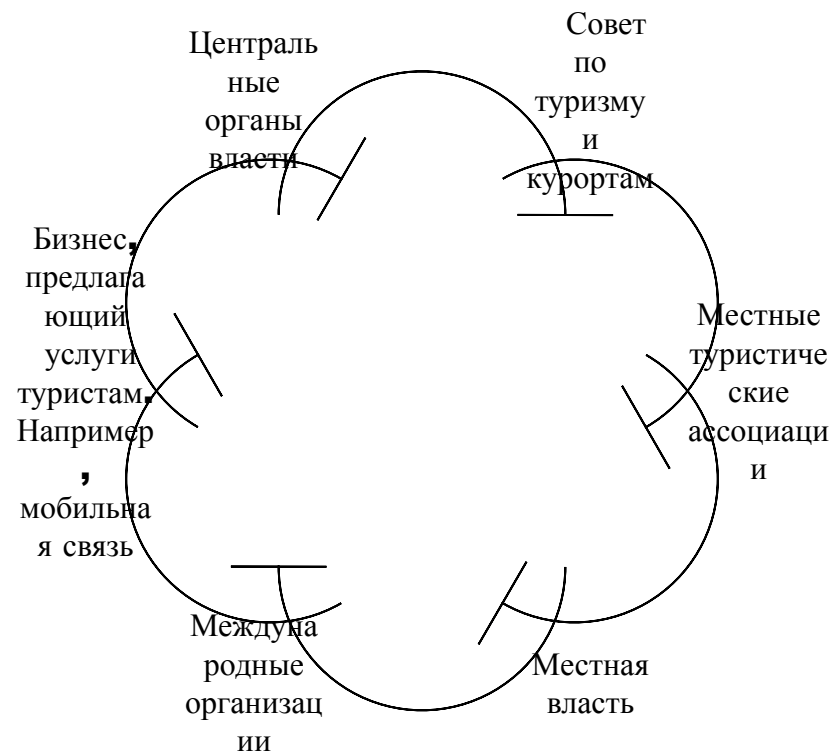 Централь
ные
органы
власти
Совет
по
туризму
и
курортам
Бизнес,
предлага
ющий
услуги
туристам.
Например
,
мобильна
я связь
Местные
туристиче
ские
ассоциаци
и
Междуна
родные
организац
ии
Местная
власть